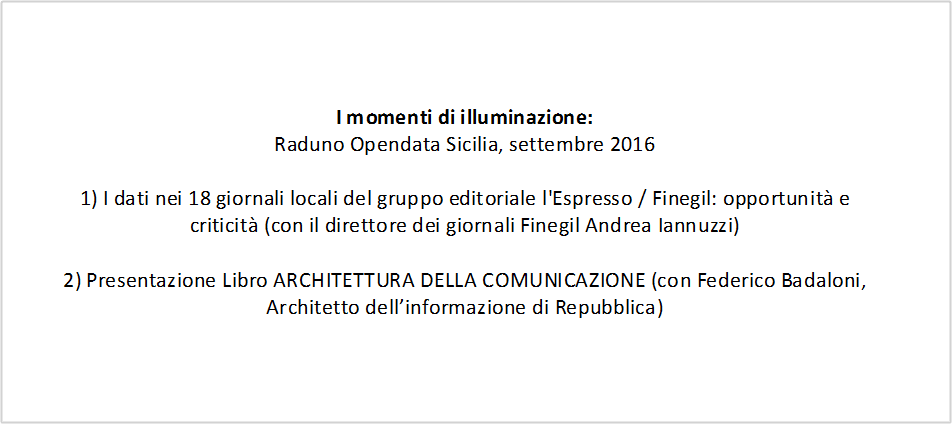 I momenti di illuminazione:
Raduno Opendata Sicilia, settembre 2016
1) I dati nei 18 giornali locali del gruppo editoriale l'Espresso / Finegil: opportunità e
criticità (con il direttore dei giornali Finegil Andrea Iannuzzi)
2) Presentazione Libro ARCHITETTURA DELLA COMUNICAZIONE (con Federico Badaloni,
Architetto dell’informazione di Repubblica)